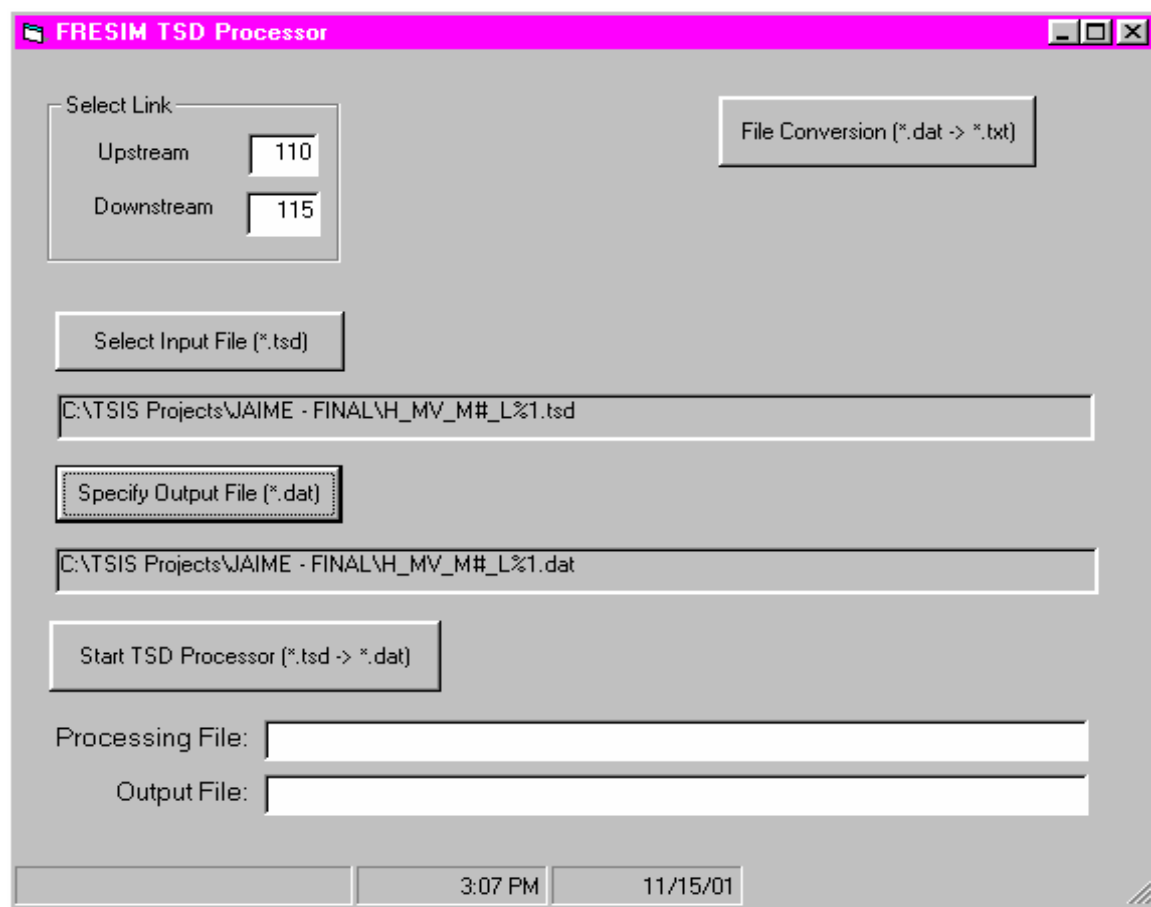 FRESIM TSD Processor
Select Link
File Conversion (*.dat -> *.txt)
Upstream 110
Downstream 115
Select Input File (*.tsd)
C:\TSIS Projects\JAIME - FINAL\H_MV_M#_L%1.tsd
Specify Output File (*.dat)
C:\TSIS Projects\JAIME - FINAL\H_MV_M#_L%1.dat
Start TSD Processor (*.tsd -> *.dat)
Processing File:
Output File:
3:07 PM 11/15/01